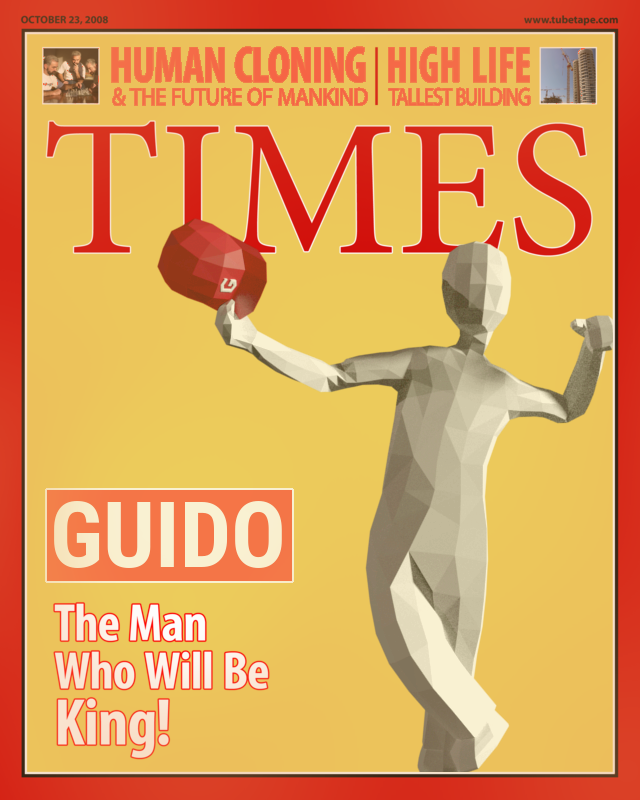 OCTOBER 23, 2008
www.tubetape.com
HUMAN CLONING
& THE FUTURE OF MANKIND
HIGH LIFE
TALLEST BUILDING
TIMES
G
GUIDO
The Man
Who Will Be
King!